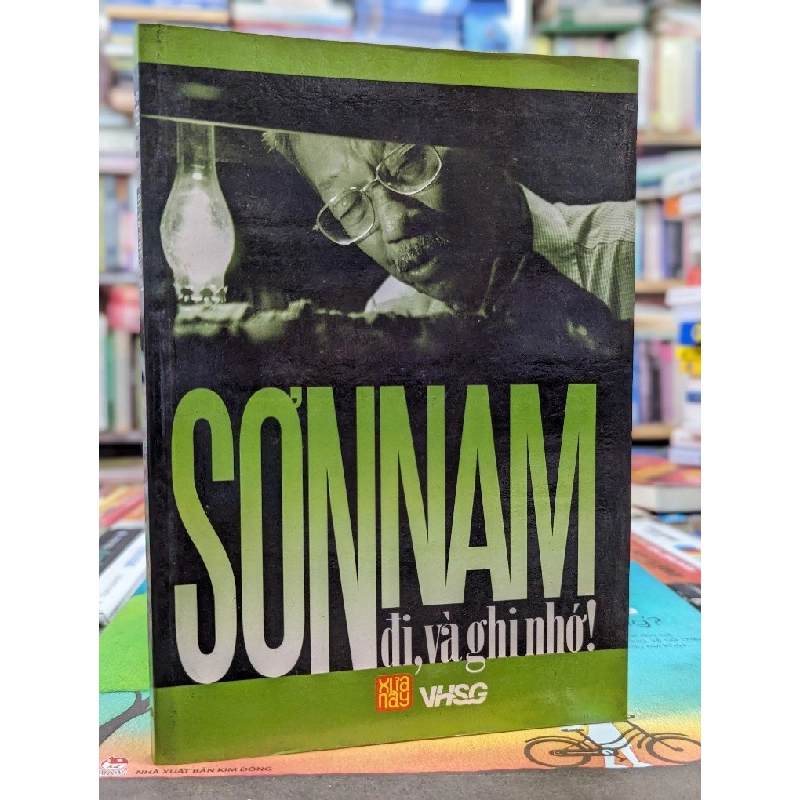 SƠN NAM
đi, và ghi nhớ!
XƯA
NAY
VHSG
NHÀ XUẤT BẢN KIM ĐỒNG